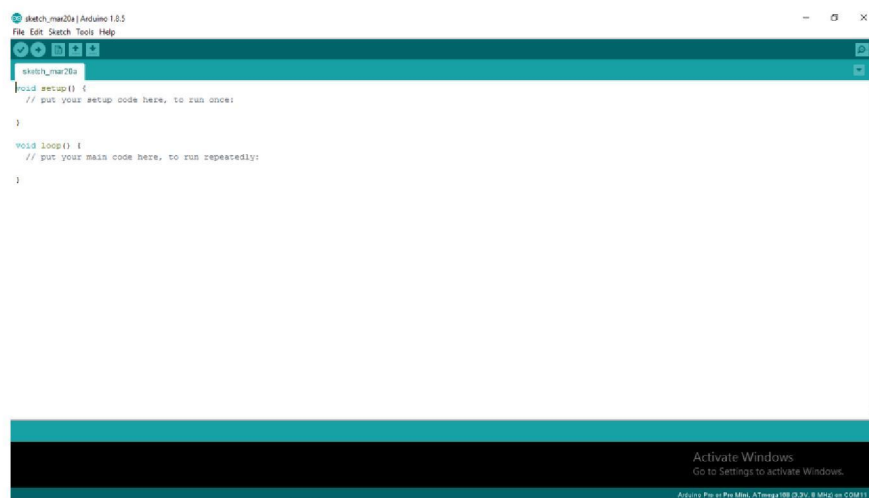 sketch_mar20a | Arduino 1.8.5
File Edit Sketch Tools Help
sketch_mar20a
void setup() {
// put your setup code here, to run once:
}
void loop() {
// put your main code here, to run repeatedly:
}
Activate Windows
Go to Settings to activate Windows.
Arduino Pro or Pro Mini, ATmega168 (3.3V, 8 MHz) on COM11